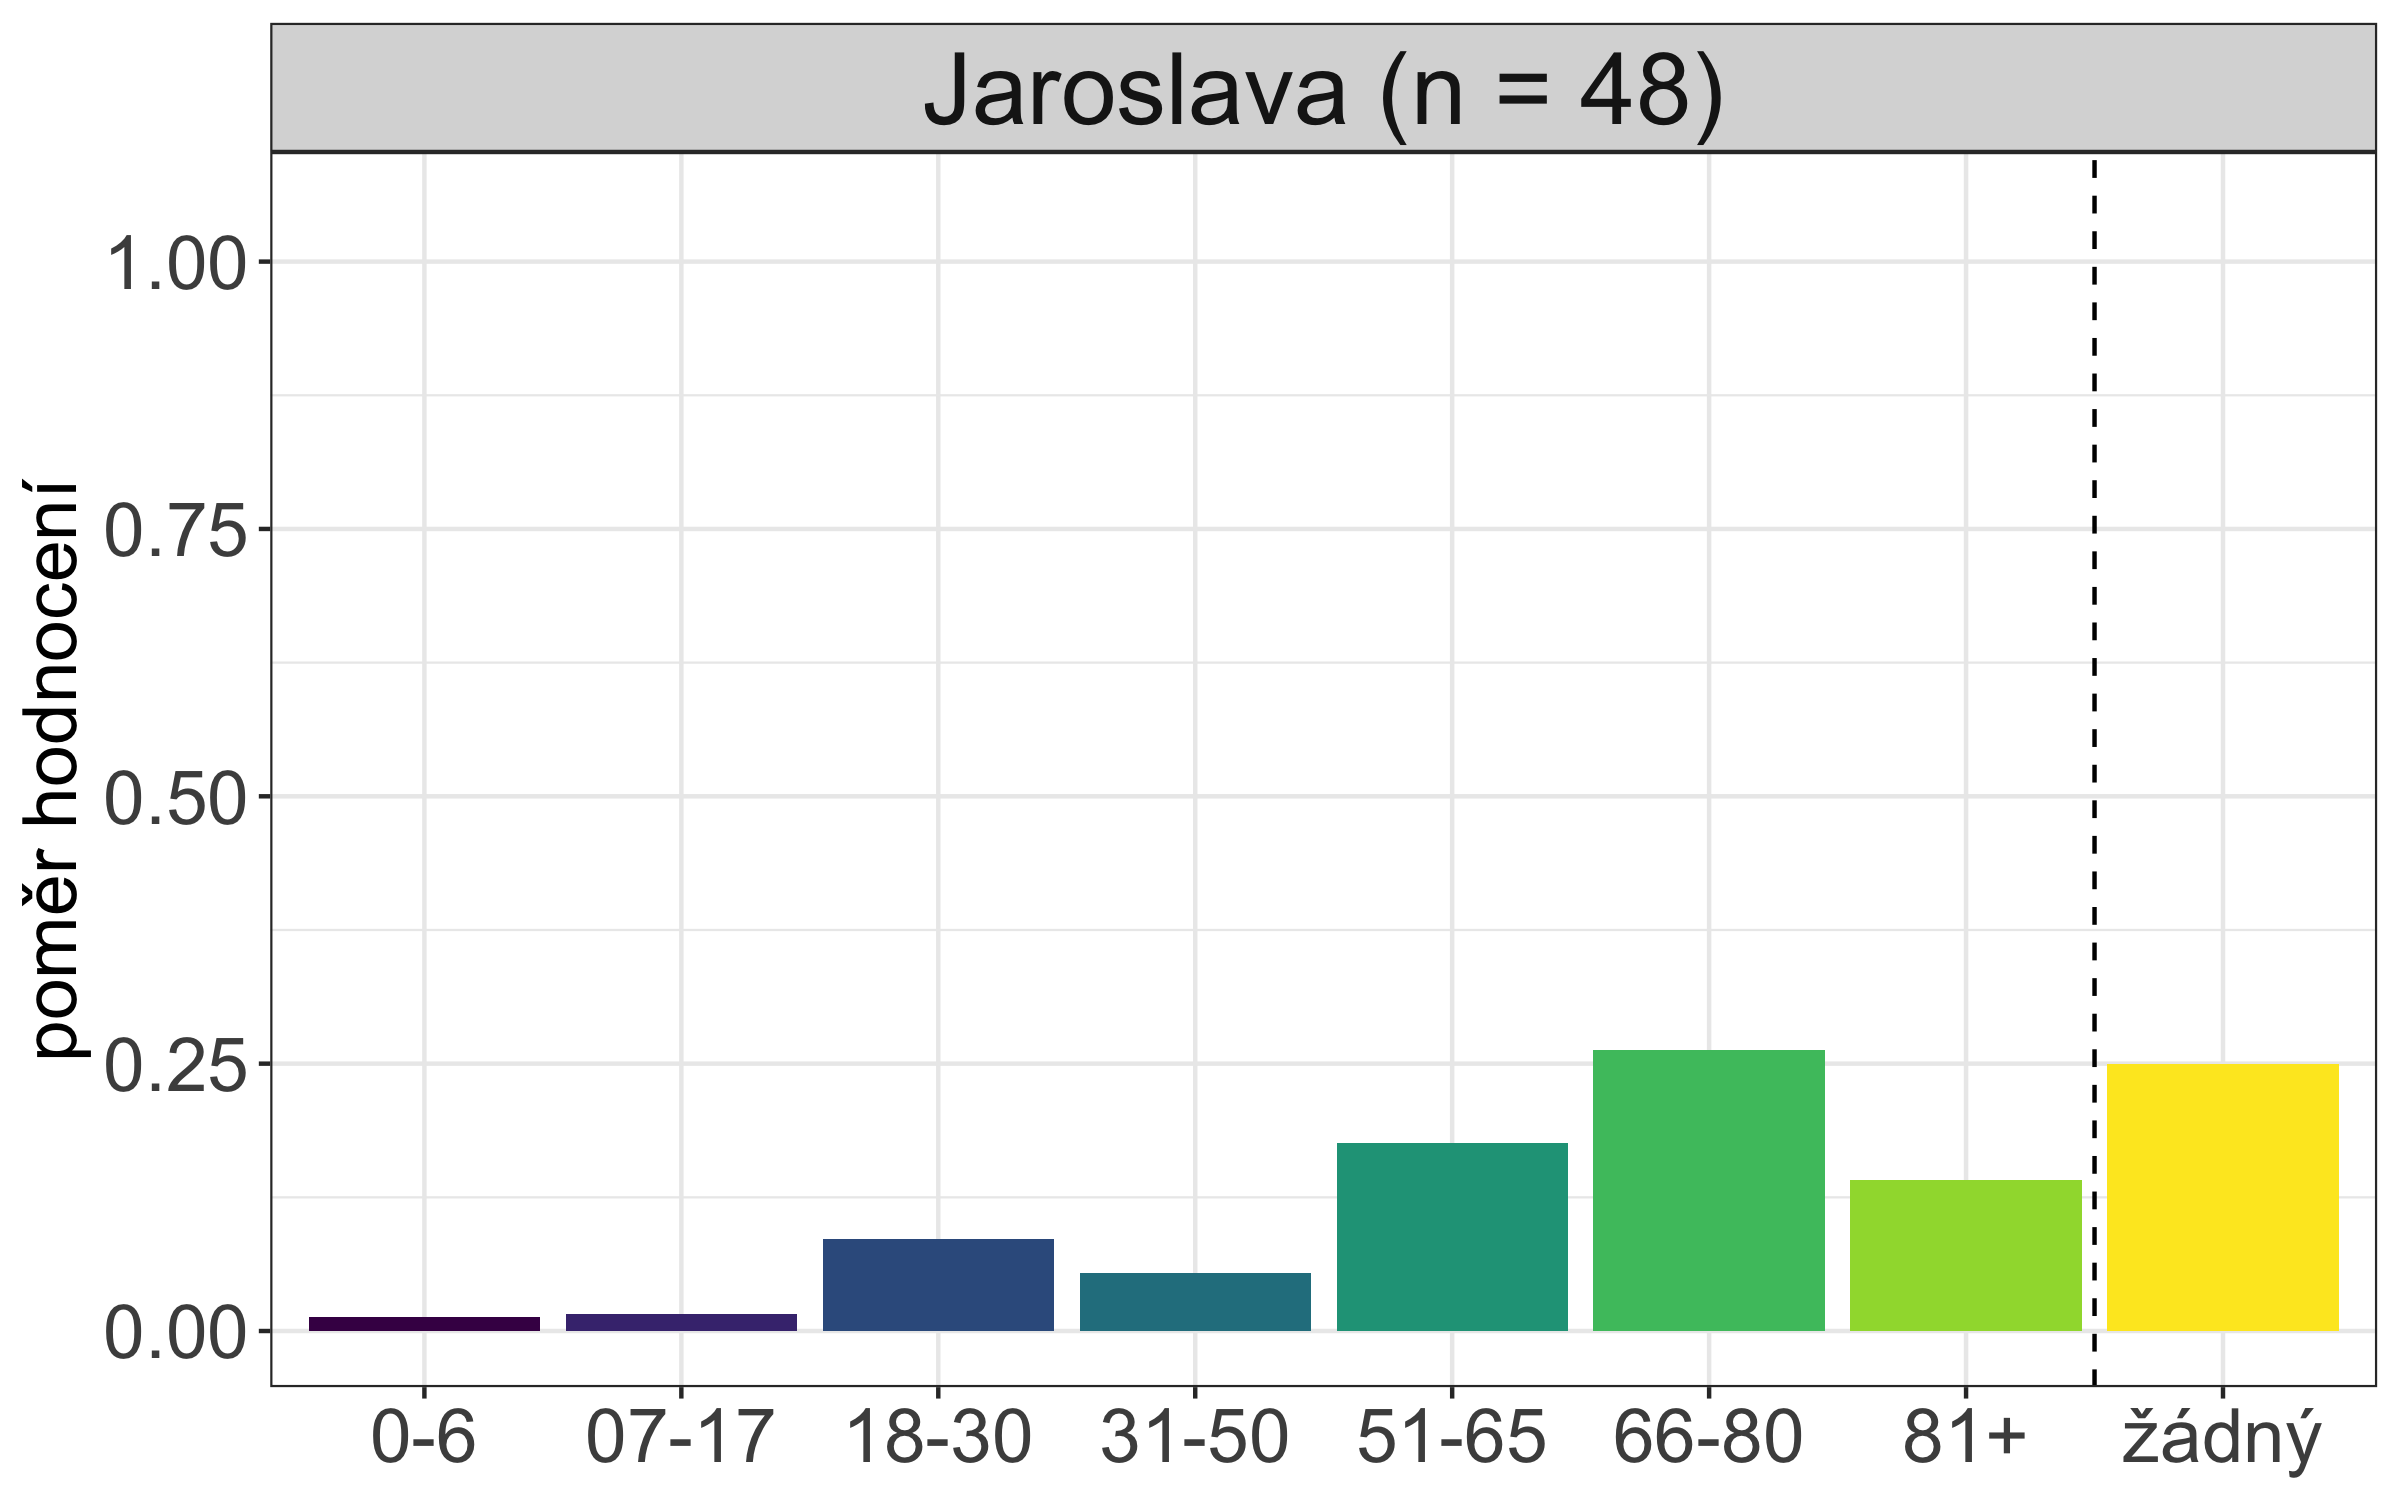 Jaroslava (n = 48)
poměr hodnocení
1.00
0.75
0.50
0.25
0.00
0-6 07-17 18-30 31-50 51-65 66-80 81+ žádný